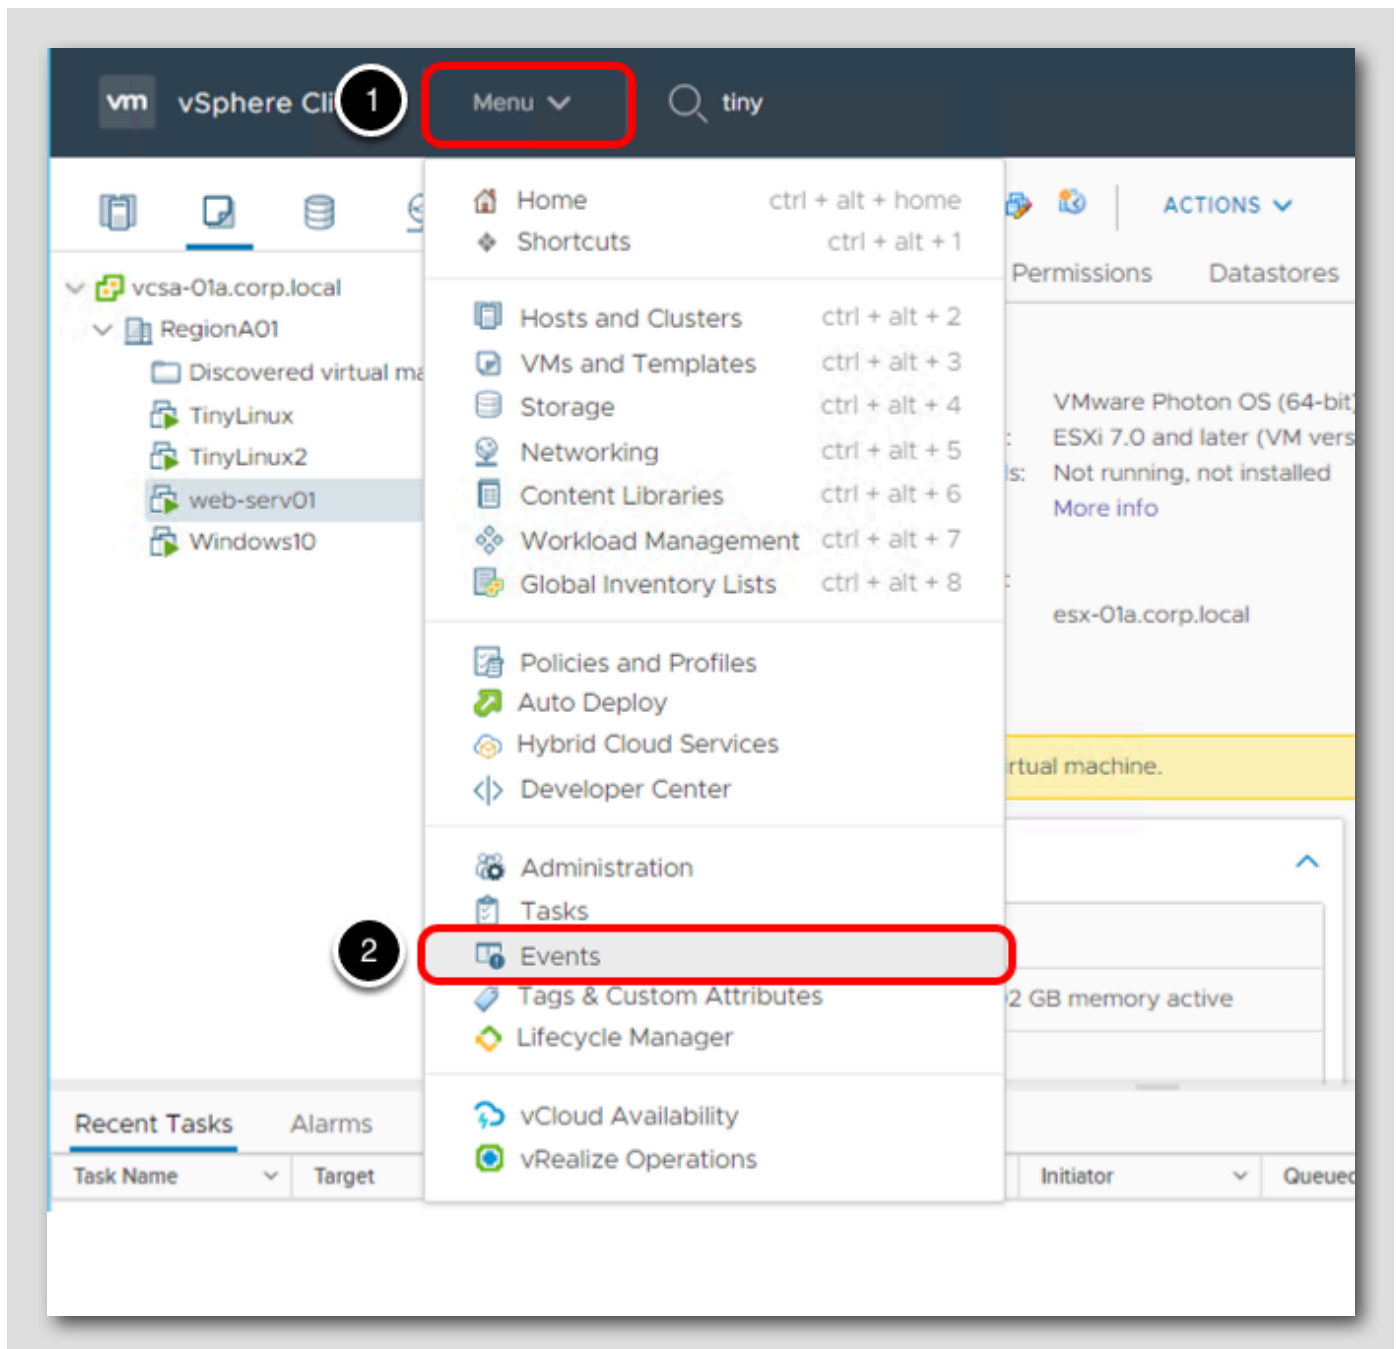 vm vSphere Cli 1 Menu tiny
Home ctrl + alt + home
Shortcuts ctrl + alt + 1
ACTIONS
Permissions Datastores
vcsa-01a.corp.local
RegionA01
Discovered virtual ma
TinyLinux
TinyLinux2
web-serv01
Windows10
Hosts and Clusters ctrl + alt + 2
VMs and Templates ctrl + alt + 3
Storage ctrl + alt + 4
Networking ctrl + alt + 5
Content Libraries ctrl + alt + 6
Workload Management ctrl + alt + 7
Global Inventory Lists ctrl + alt + 8
VMware Photon OS (64-bit)
: ESXi 7.0 and later (VM vers
ls: Not running, not installed
More info
:
esx-01a.corp.local
Policies and Profiles
Auto Deploy
Hybrid Cloud Services
Developer Center
rtual machine.
Administration
Tasks
2 Events
Tags & Custom Attributes
Lifecycle Manager
2 GB memory active
vCloud Availability
vRealize Operations
Recent Tasks Alarms
Task Name Target Initiator Queued